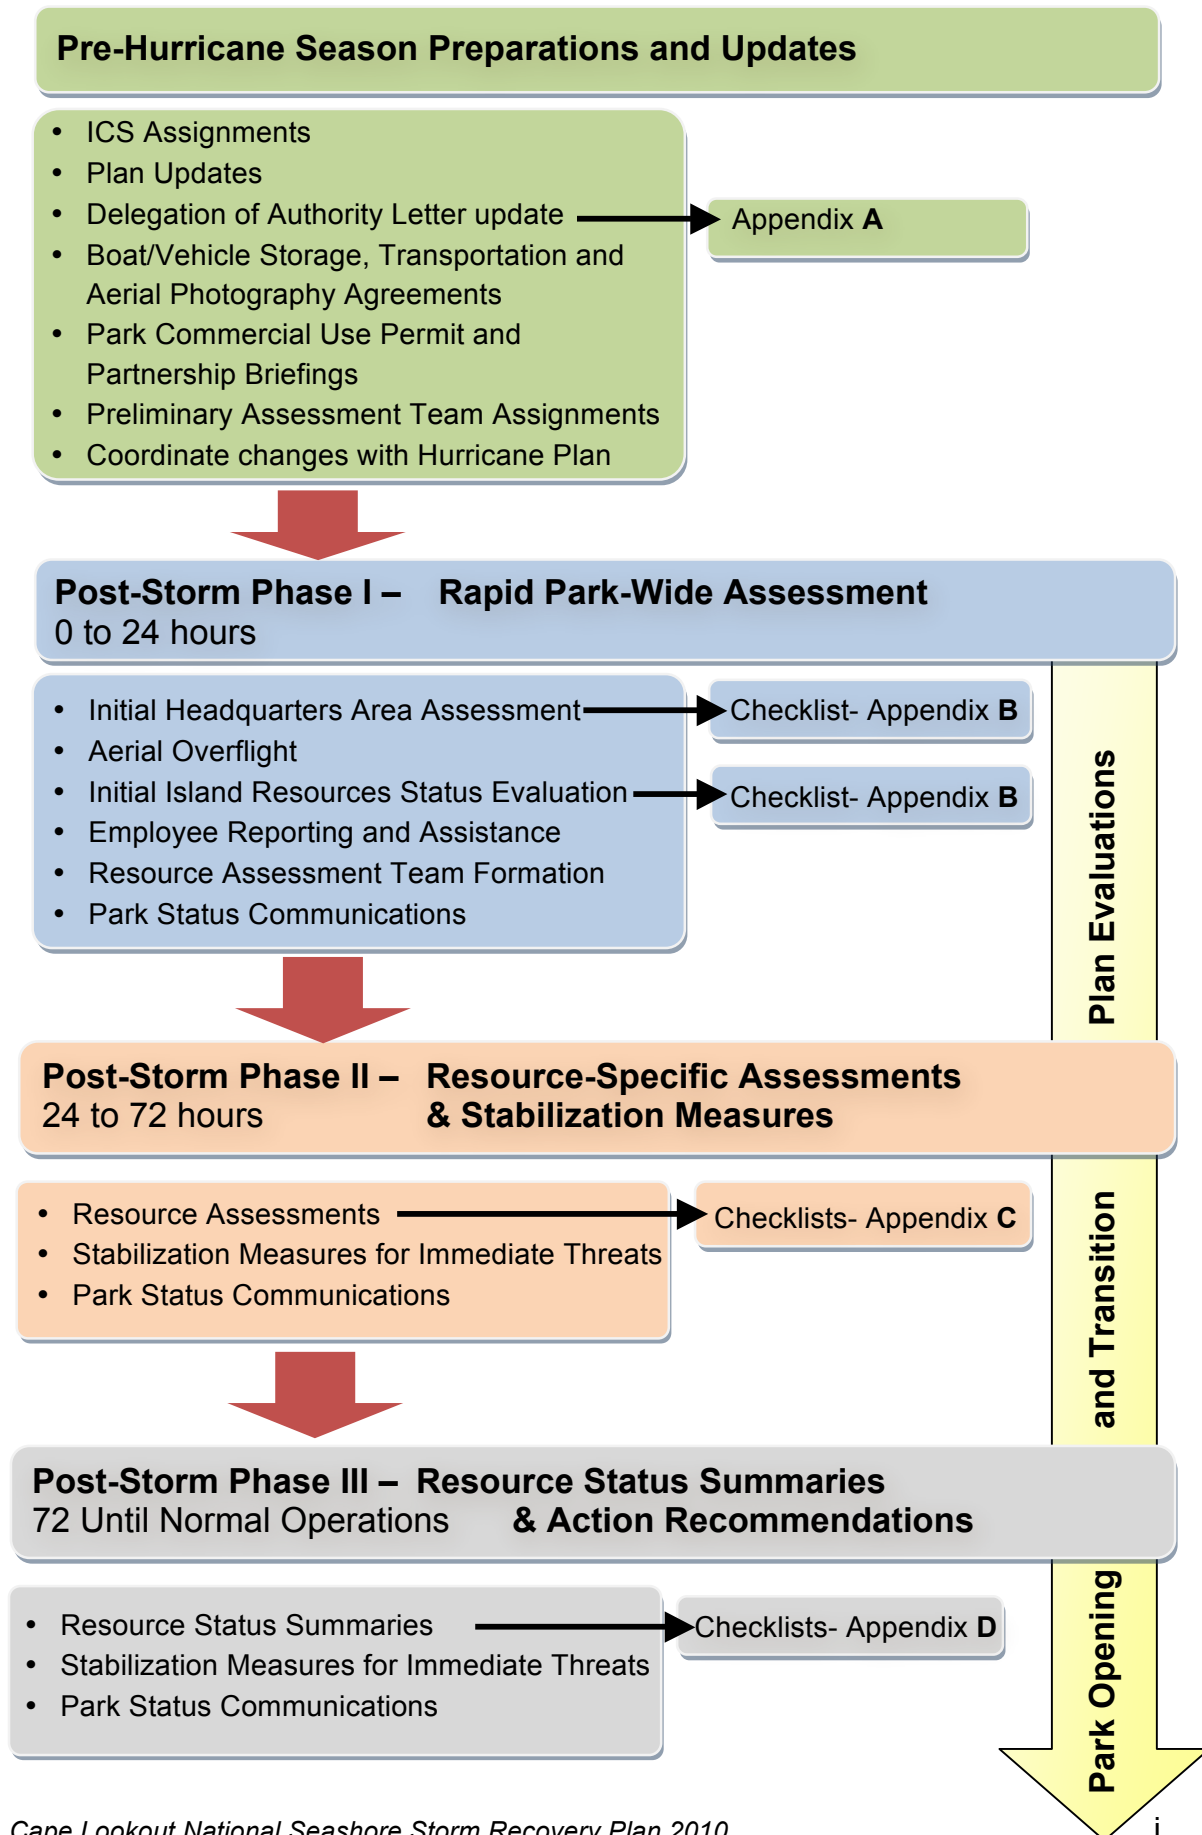 Pre-Hurricane Season Preparations and Updates
• ICS Assignments
• Plan Updates
• Delegation of Authority Letter update
Appendix A
• Boat/Vehicle Storage, Transportation and
Aerial Photography Agreements
• Park Commercial Use Permit and
Partnership Briefings
• Preliminary Assessment Team Assignments
• Coordinate changes with Hurricane Plan
Post-Storm Phase I – Rapid Park-Wide Assessment
0 to 24 hours
• Initial Headquarters Area Assessment
Checklist- Appendix B
• Aerial Overflight
• Initial Island Resources Status Evaluation
Checklist- Appendix B
• Employee Reporting and Assistance
• Resource Assessment Team Formation
• Park Status Communications
Plan Evaluations
Post-Storm Phase II – Resource-Specific Assessments
24 to 72 hours & Stabilization Measures
• Resource Assessments
Checklists- Appendix C
• Stabilization Measures for Immediate Threats
• Park Status Communications
and Transition
Post-Storm Phase III – Resource Status Summaries
72 Until Normal Operations & Action Recommendations
• Resource Status Summaries
Checklists- Appendix D
• Stabilization Measures for Immediate Threats
• Park Status Communications
Park Opening
Cape Lookout National Seashore Storm Recovery Plan 2010
i